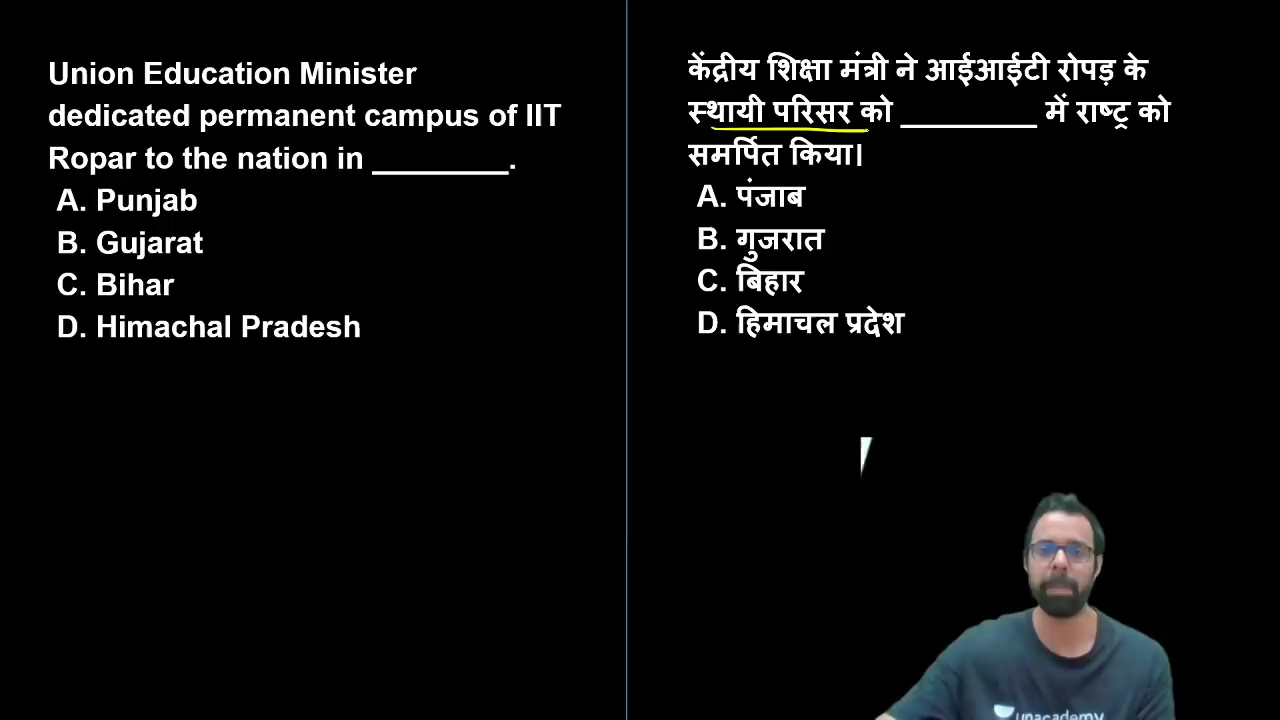 Union Education Minister
dedicated permanent campus of IIT
Ropar to the nation in ________.
A. Punjab
B. Gujarat
C. Bihar
D. Himachal Pradesh
केंद्रीय शिक्षा मंत्री ने आईआईटी रोपड़ के
स्थायी परिसर को ________ में राष्ट्र को
समर्पित किया।
A. पंजाब
B. गुजरात
C. बिहार
D. हिमाचल प्रदेश
unacademy